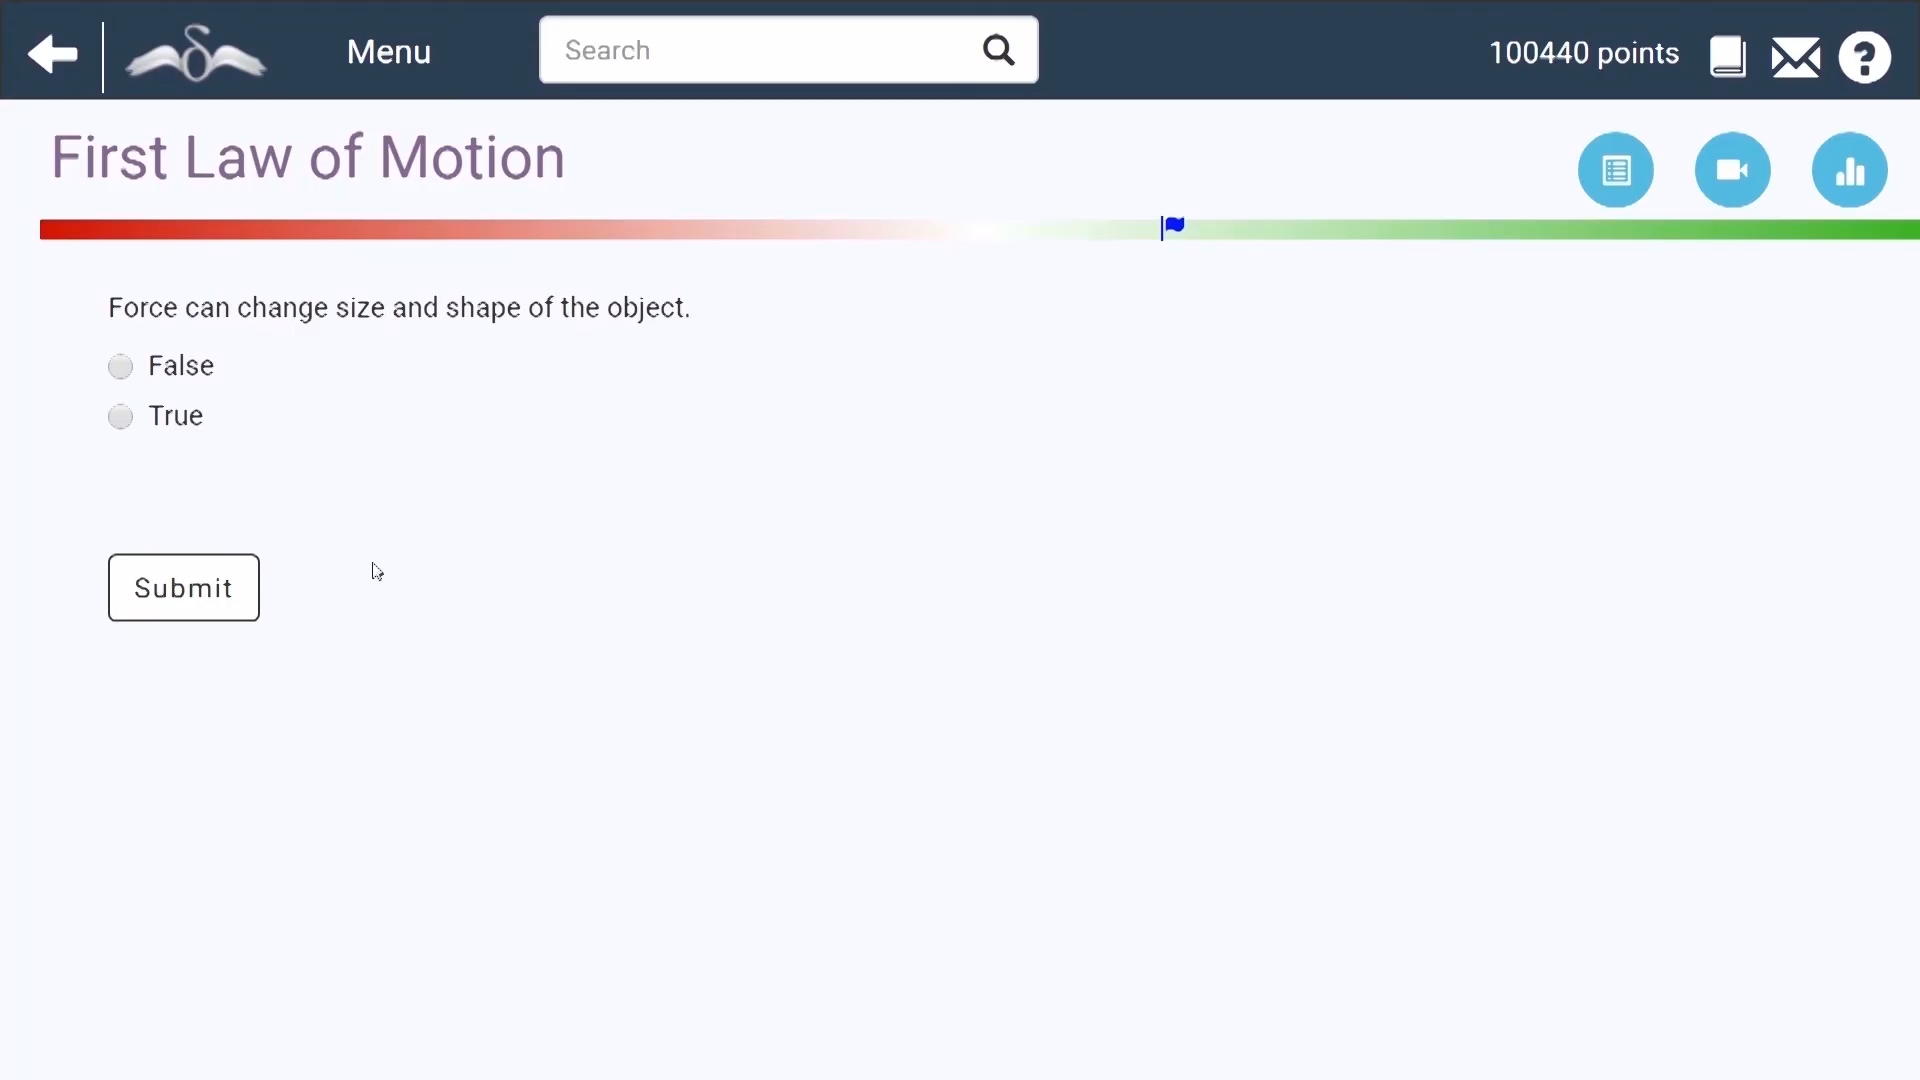 Menu
Search
100440 points
First Law of Motion
Force can change size and shape of the object.
False
True
Submit